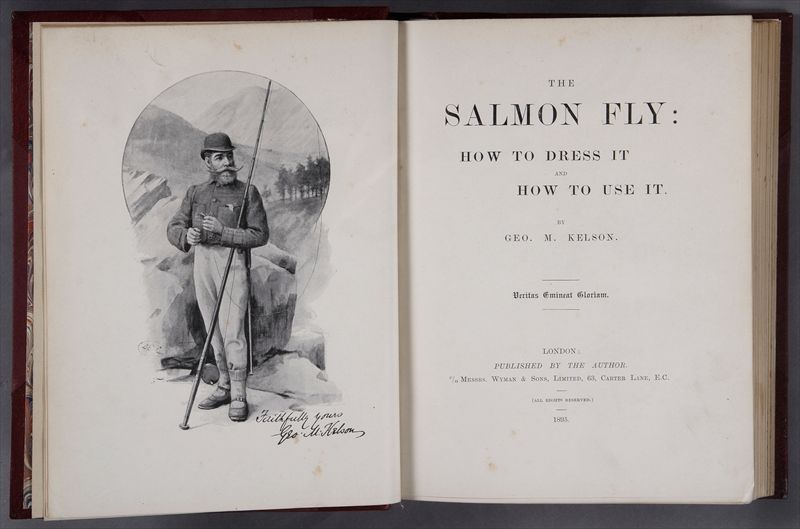 Faithfully yours
Geo. M. Kelson
THE
SALMON FLY:
HOW TO DRESS IT
AND
HOW TO USE IT.
BY
GEO. M. KELSON.
Veritas Emineat Gloriam.
LONDON:
PUBLISHED BY THE AUTHOR.
c/o MESSRS. WYMAN & SONS, LIMITED, 63, CARTER LANE, E.C.
(ALL RIGHTS RESERVED.)
1895.